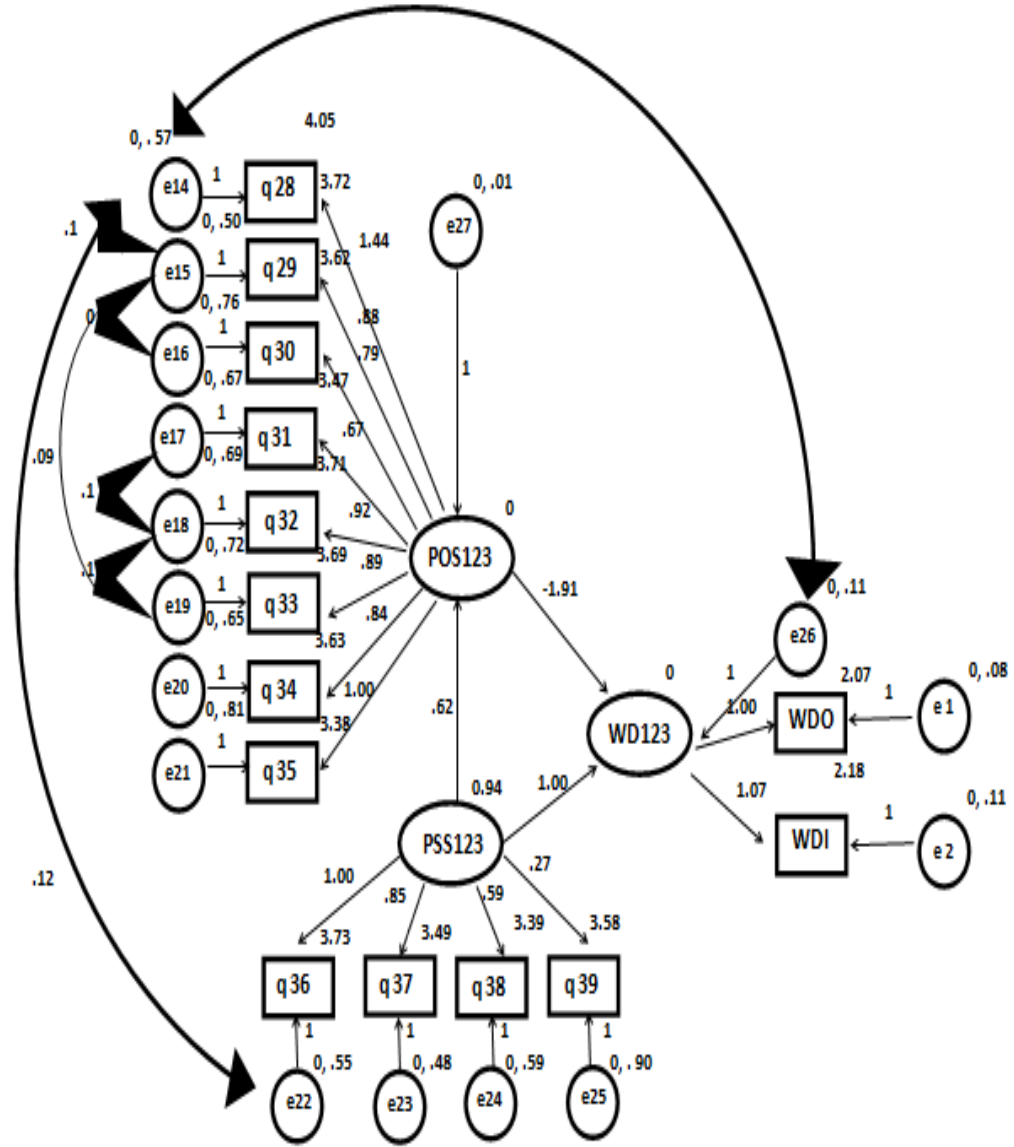 4.05
0, . 57
e14
1
q 28
3.72
0, .01
e27
0, .50
.1
1.44
e15
1
q 29
3.62
0, .76
0
.88
e16
1
q 30
.79
1
0, .67
3.47
.67
e17
1
q 31
.09
0, .69
3.71
.1
.92
0
e18
1
q 32
POS123
0, .72
3.69
.89
.1
-1.91
0, .11
e19
1
q 33
.84
e26
0, .65
3.63
0
1
2.07
0, .08
e20
1
q 34
1.00
.62
1.00
WDO
1
e 1
0, .81
3.38
WD123
e21
1
q 35
2.18
0.94
1.00
1.07
0, .11
PSS123
WDI
1
e 2
.12
1.00
.85
.59
.27
3.73
3.49
3.39
3.58
q 36
q 37
q 38
q 39
1
1
1
1
0, .55
0, .48
0, .59
0, . 90
e22
e23
e24
e25